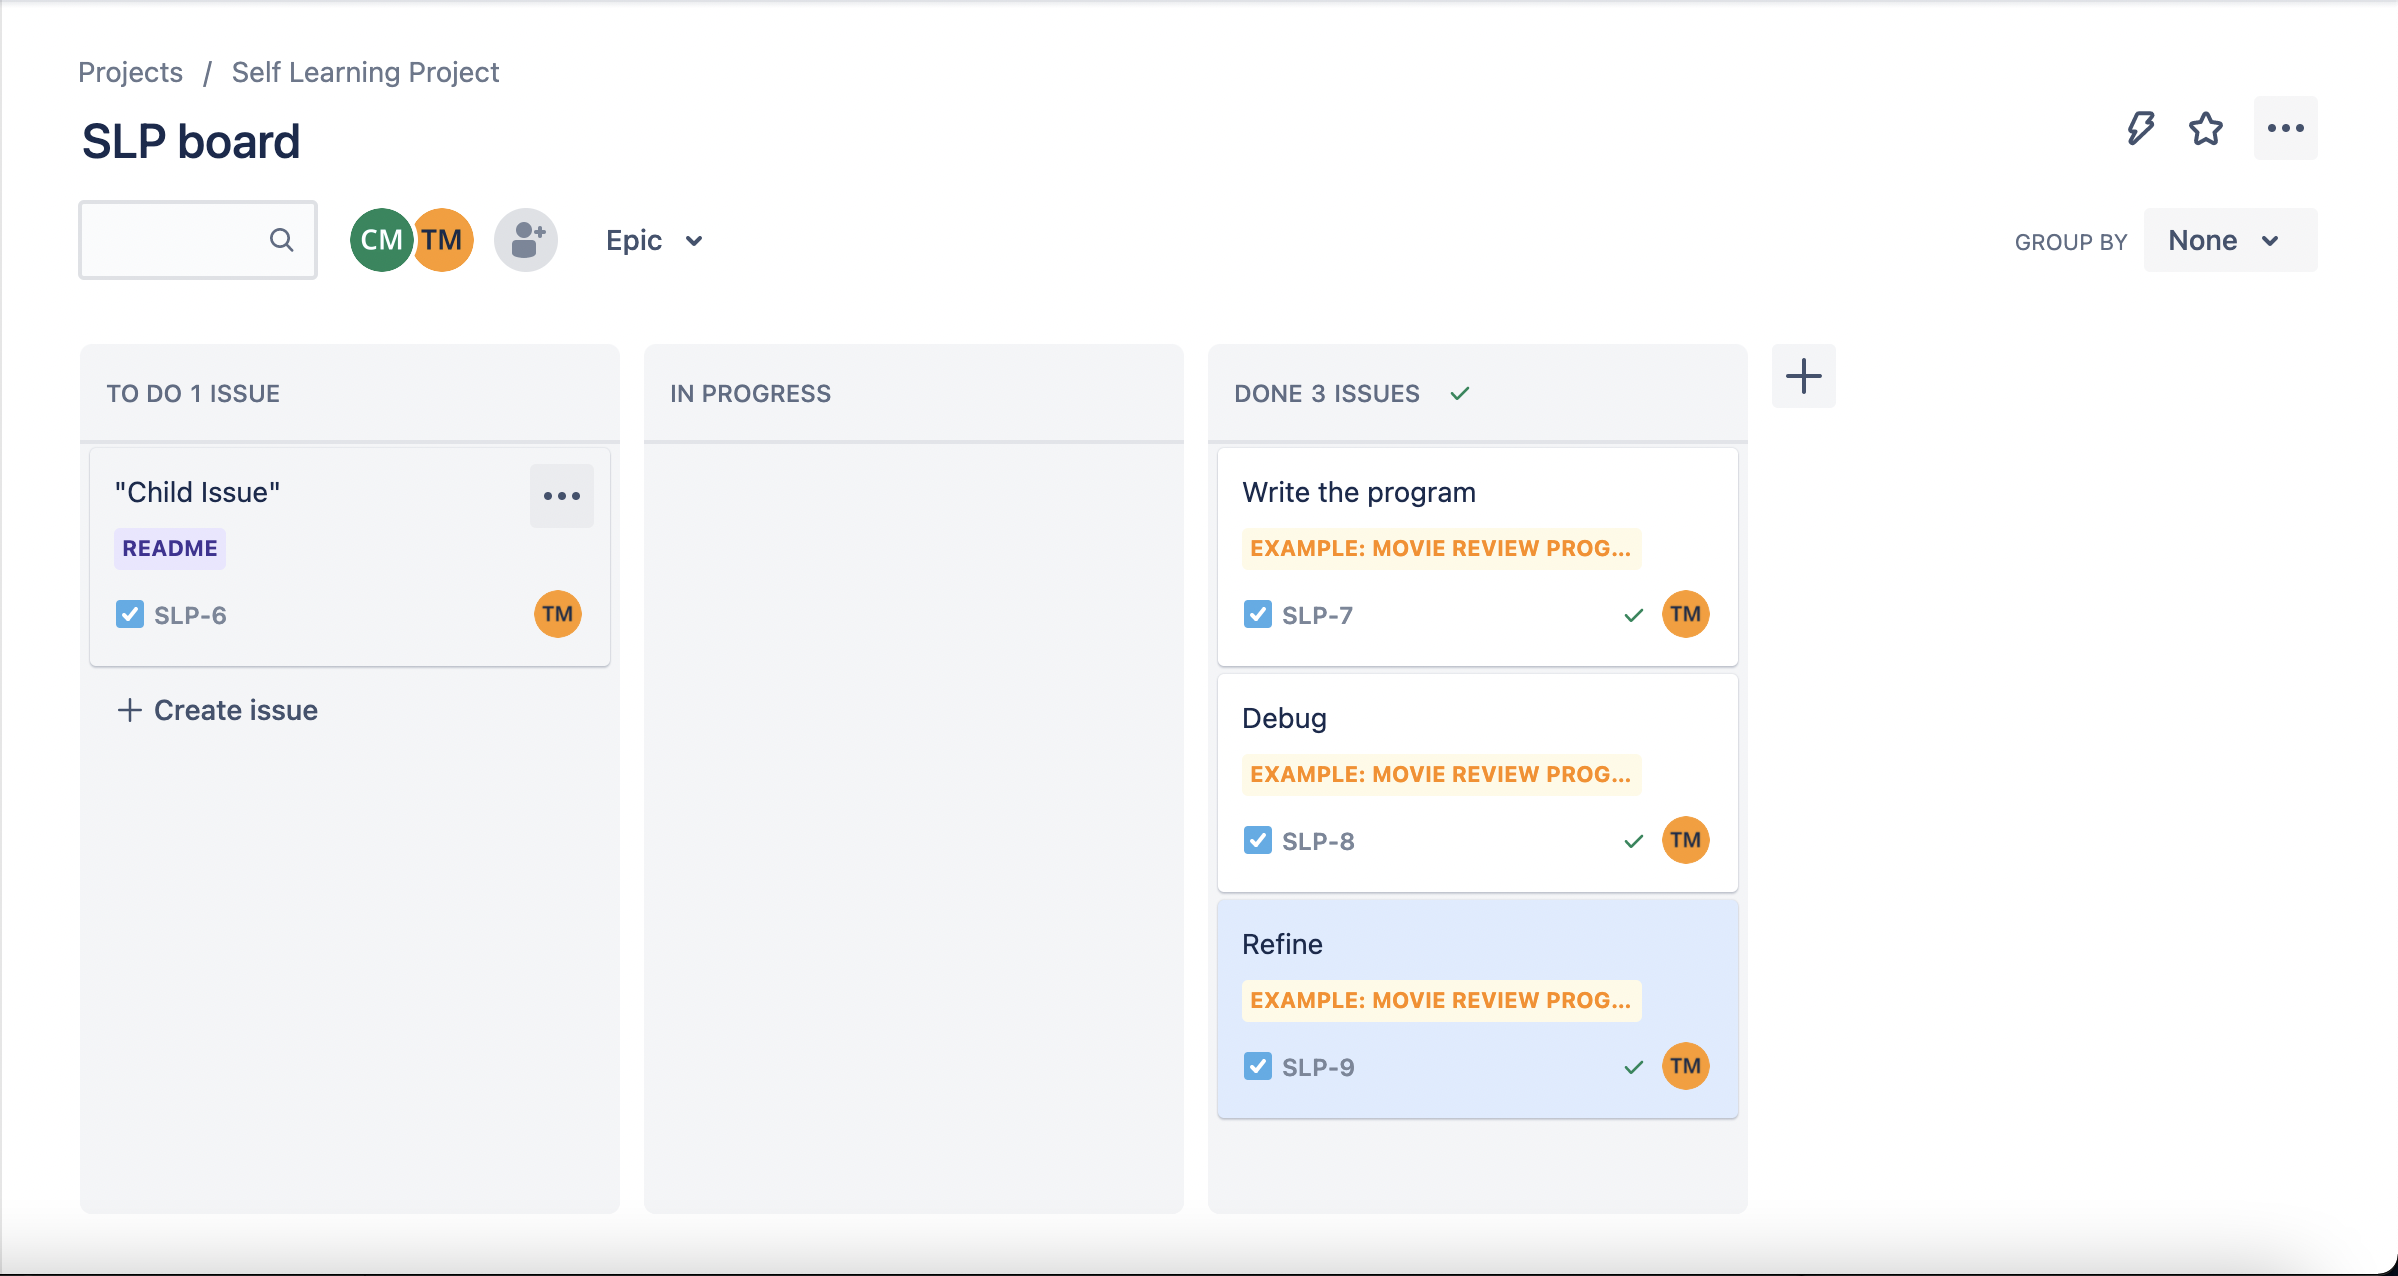 Projects / Self Learning Project
SLP board
CM TM Epic GROUP BY None
TO DO 1 ISSUE
"Child Issue"
README
SLP-6 TM
Create issue
IN PROGRESS
DONE 3 ISSUES
Write the program
EXAMPLE: MOVIE REVIEW PROG...
SLP-7 TM
Debug
EXAMPLE: MOVIE REVIEW PROG...
SLP-8 TM
Refine
EXAMPLE: MOVIE REVIEW PROG...
SLP-9 TM